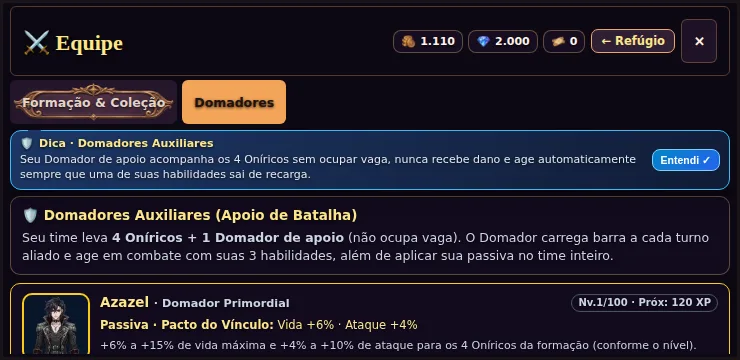 ⚔️ Equipe
1.110
2.000
0
← Refúgio
✕
Formação & Coleção
Domadores
🛡️ Dica · Domadores Auxiliares
Seu Domador de apoio acompanha os 4 Oníricos sem ocupar vaga, nunca recebe dano e age automaticamente
sempre que uma de suas habilidades sai de recarga.
Entendi ✓
🛡️ Domadores Auxiliares (Apoio de Batalha)
Seu time leva 4 Oníricos + 1 Domador de apoio (não ocupa vaga). O Domador carrega barra a cada turno
aliado e age em combate com suas 3 habilidades, além de aplicar sua passiva no time inteiro.
Azazel · Domador Primordial
Nv.1/100 · Próx: 120 XP
Passiva · Pacto do Vínculo: Vida +6% · Ataque +4%
+6% a +15% de vida máxima e +4% a +10% de ataque para os 4 Oníricos da formação (conforme o nível).